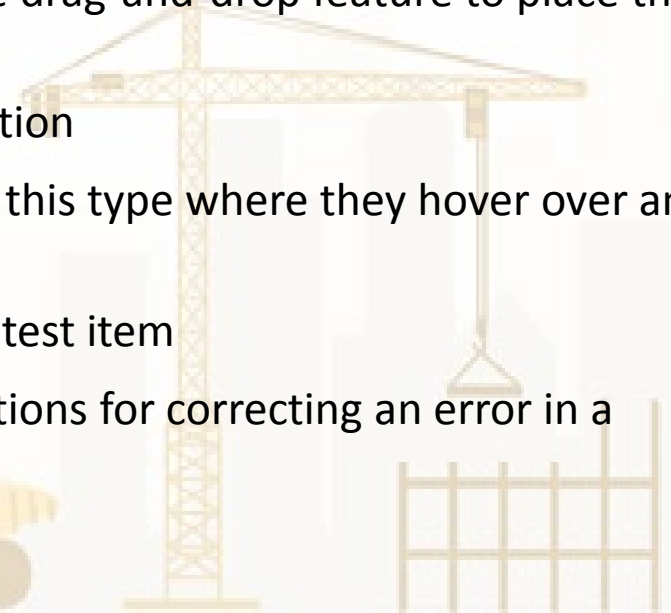 drag-and-drop feature to place th
tion
this type where they hover over ar
test item
tions for correcting an error in a